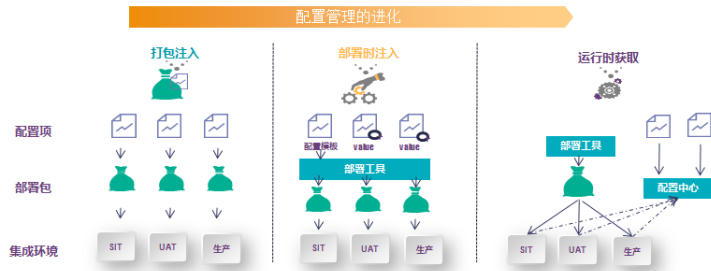 配置管理的进化
打包注入
部署时注入
运行时获取
配置项
配置模板
value
value
部署工具
部署工具
部署包
配置中心
集成环境
SIT
UAT
生产
SIT
UAT
生产
SIT
UAT
生产